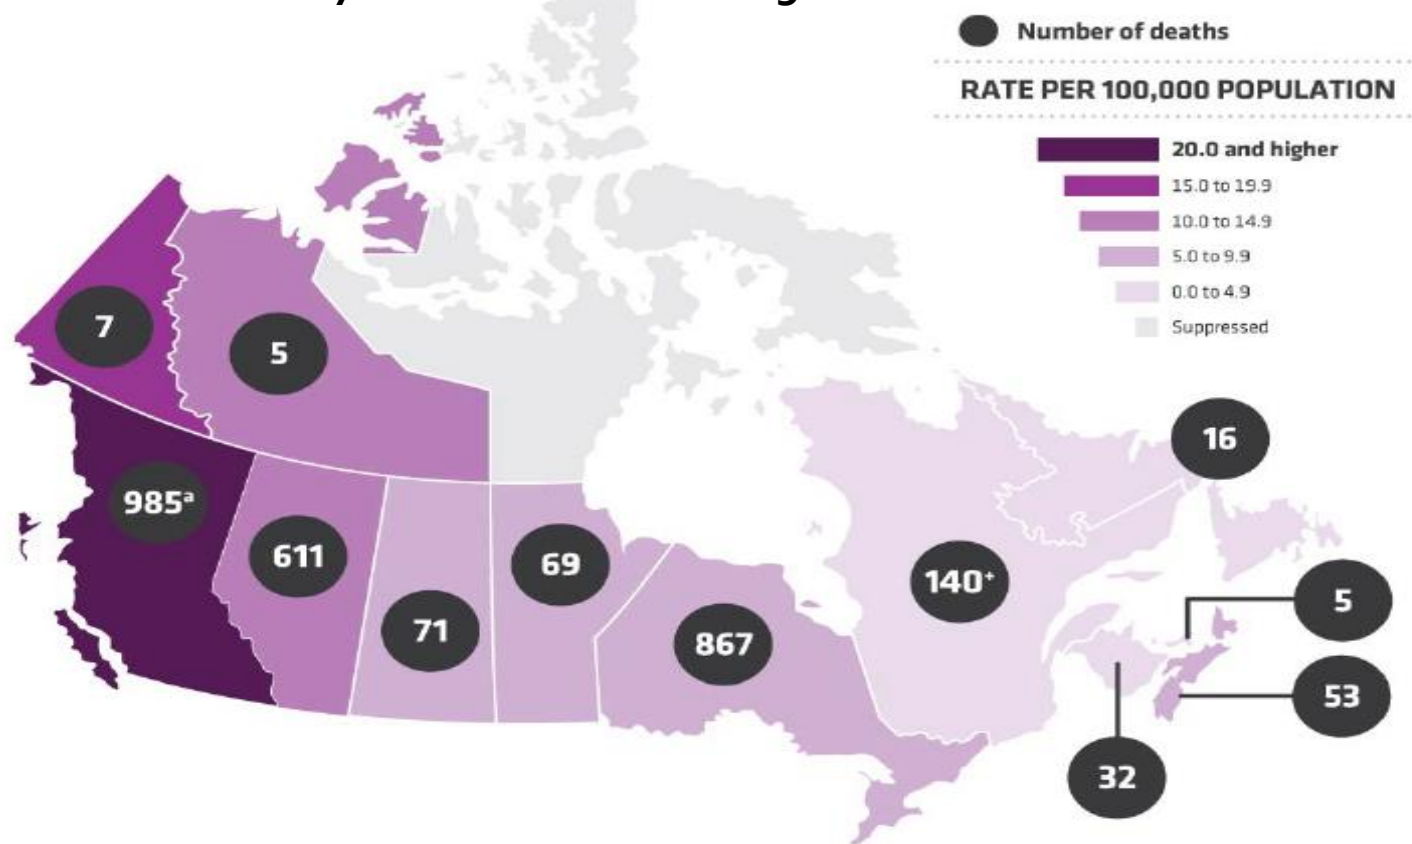 Number of deaths
RATE PER 100,000 POPULATION
20.0 and higher
15.0 to 19.9
10.0 to 14.9
5.0 to 9.9
0.0 to 4.9
Suppressed
7
5
16
985ᵃ
611
69
140⁺
5
71
867
53
32